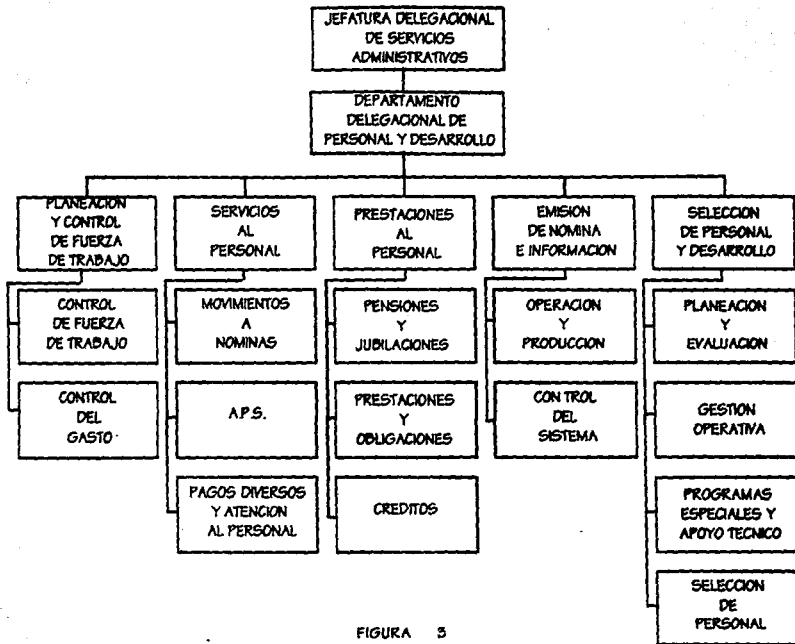 JEFATURA DELEGACIONAL
DE SERVICIOS
ADMINISTRATIVOS
DEPARTAMENTO
DELEGACIONAL DE
PERSONAL Y DESARROLLO
PLANEACION
Y CONTROL
DE FUERZA
DE TRABAJO
SERVICIOS
AL
PERSONAL
PRESTACIONES
AL
PERSONAL
EMISION
DE NOMINA
E INFORMACION
SELECCION
DE PERSONAL
Y DESARROLLO
CONTROL
DE FUERZA
DE TRABAJO
MOVIMIENTOS
A
NOMINAS
PENSIONES
Y
JUBILACIONES
OPERACION
Y
PRODUCCION
PLANEACION
Y
EVALUACION
CONTROL
DEL
GASTO
A.P.S.
PRESTACIONES
Y
OBLIGACIONES
CONTROL
DEL
SISTEMA
GESTION
OPERATIVA
PAGOS DIVERSOS
Y ATENCION
AL PERSONAL
CREDITOS
PROGRAMAS
ESPECIALES Y
APOYO TECNICO
SELECCION
DE
PERSONAL
FIGURA 3